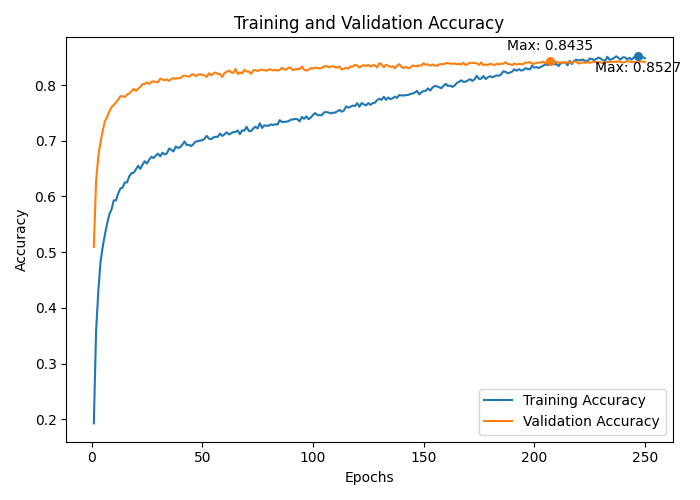 Training and Validation Accuracy
Max: 0.8435
Max: 0.8527
0.8
0.7
0.6
0.5
0.4
0.3
0.2
Accuracy
Training Accuracy
Validation Accuracy
0
50
100
150
200
250
Epochs